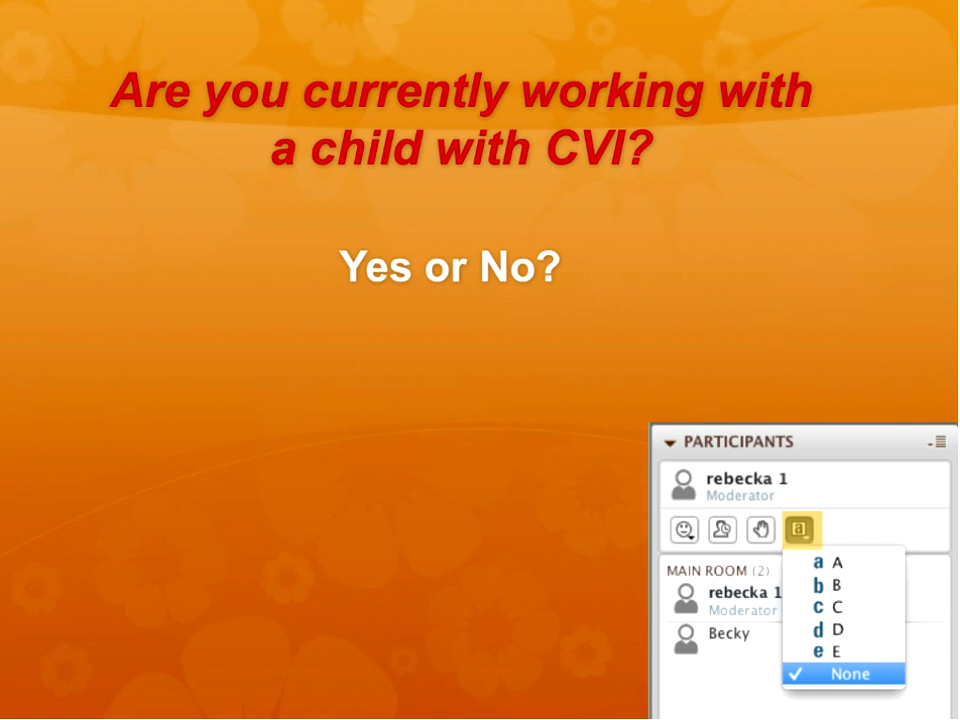 Are you currently working with
a child with CVI?
Yes or No?
PARTICIPANTS
rebecka 1
Moderator
a
MAIN ROOM (2)
rebecka 1
Moderator
Becky
a A
b B
c C
d D
e E
None